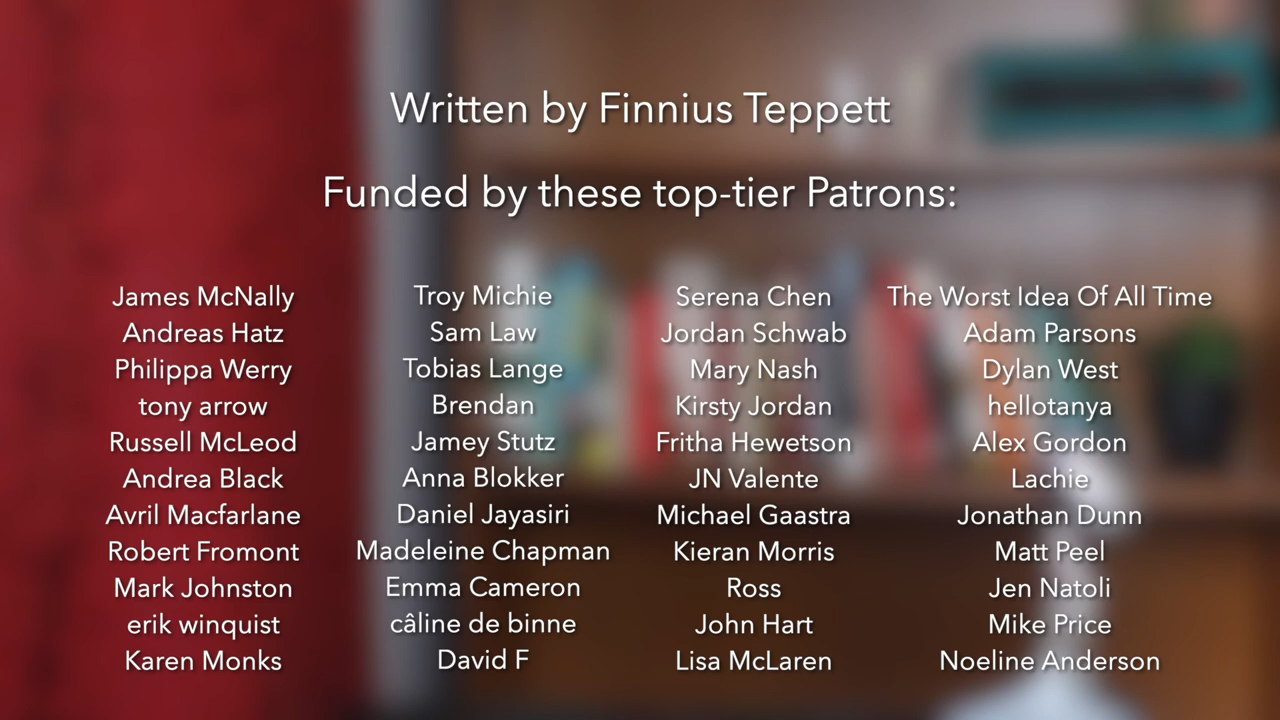 Written by Finnius Teppett
Funded by these top-tier Patrons:
James McNally
Andreas Hatz
Philippa Werry
tony arrow
Russell McLeod
Andrea Black
Avril Macfarlane
Robert Fromont
Mark Johnston
erik winquist
Karen Monks
Troy Michie
Sam Law
Tobias Lange
Brendan
Jamey Stutz
Anna Blokker
Daniel Jayasiri
Madeleine Chapman
Emma Cameron
câline de binne
David F
Serena Chen
Jordan Schwab
Mary Nash
Kirsty Jordan
Fritha Hewetson
JN Valente
Michael Gaastra
Kieran Morris
Ross
John Hart
Lisa McLaren
The Worst Idea Of All Time
Adam Parsons
Dylan West
hellotanya
Alex Gordon
Lachie
Jonathan Dunn
Matt Peel
Jen Natoli
Mike Price
Noeline Anderson